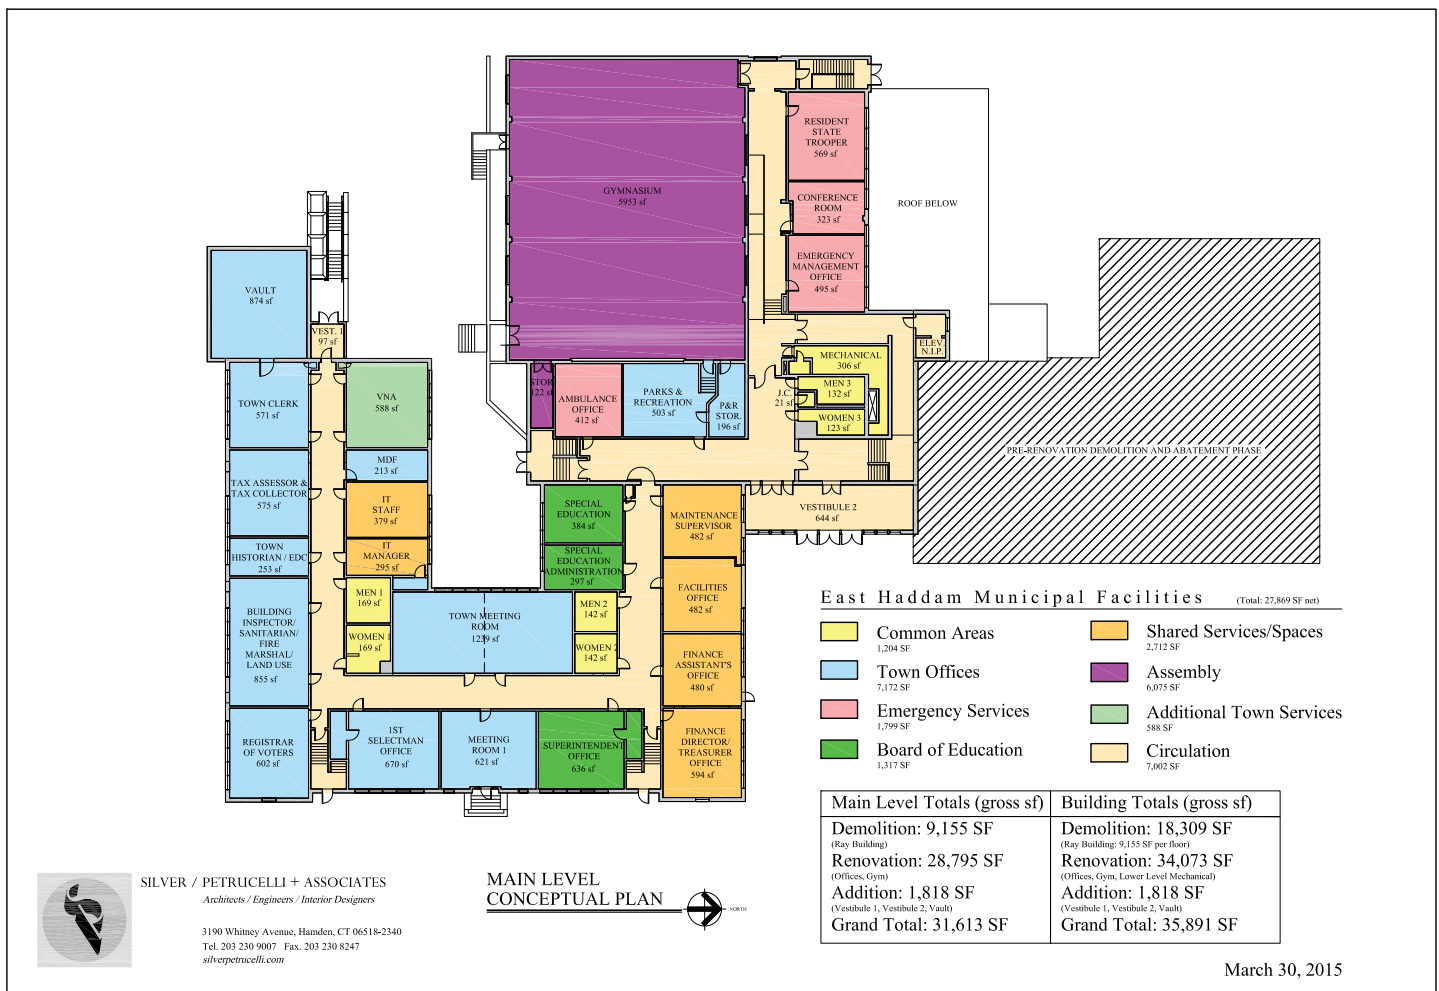 RESIDENT
STATE
TROOPER
569 sf
GYMNASIUM
5953 sf
CONFERENCE
ROOM
323 sf
ROOF BELOW
EMERGENCY
MANAGEMENT
OFFICE
495 sf
VAULT
874 sf
VEST. 1
97 sf
ELEV.
N.I.P.
MECHANICAL
306 sf
STOR.
122 sf
AMBULANCE
OFFICE
412 sf
PARKS &
RECREATION
503 sf
P&R
STOR.
196 sf
J.C.
21 sf
MEN 3
132 sf
WOMEN 3
123 sf
TOWN CLERK
571 sf
VNA
588 sf
MDF
213 sf
PRE-RENOVATION DEMOLITION AND ABATEMENT PHASE
TAX ASSESSOR &
TAX COLLECTOR
575 sf
IT
STAFF
379 sf
SPECIAL
EDUCATION
384 sf
MAINTENANCE
SUPERVISOR
482 sf
VESTIBULE 2
644 sf
TOWN
HISTORIAN / EDC
253 sf
IT
MANAGER
295 sf
SPECIAL
EDUCATION
ADMINISTRATION
297 sf
FACILITIES
OFFICE
482 sf
MEN 1
169 sf
WOMEN 1
169 sf
TOWN MEETING
ROOM
1239 sf
MEN 2
142 sf
WOMEN 2
142 sf
BUILDING
INSPECTOR/
SANITARIAN/
FIRE
MARSHAL/
LAND USE
855 sf
FINANCE
ASSISTANT'S
OFFICE
480 sf
REGISTRAR
OF VOTERS
602 sf
1ST
SELECTMAN
OFFICE
670 sf
MEETING
ROOM 1
621 sf
SUPERINTENDENT
OFFICE
636 sf
FINANCE
DIRECTOR/
TREASURER
OFFICE
594 sf
East Haddam Municipal Facilities (Total: 27,869 SF net)
Common Areas
1,204 SF
Town Offices
7,172 SF
Emergency Services
1,799 SF
Board of Education
1,317 SF
Shared Services/Spaces
2,712 SF
Assembly
6,075 SF
Additional Town Services
588 SF
Circulation
7,002 SF
Main Level Totals (gross sf)
Demolition: 9,155 SF
(Ray Building)
Renovation: 28,795 SF
(Offices, Gym)
Addition: 1,818 SF
(Vestibule 1, Vestibule 2, Vault)
Grand Total: 31,613 SF
Building Totals (gross sf)
Demolition: 18,309 SF
(Ray Building: 9,155 SF per floor)
Renovation: 34,073 SF
(Offices, Gym, Lower Level Mechanical)
Addition: 1,818 SF
(Vestibule 1, Vestibule 2, Vault)
Grand Total: 35,891 SF
SILVER / PETRUCELLI + ASSOCIATES
Architects / Engineers / Interior Designers
3190 Whitney Avenue, Hamden, CT 06518-2340
Tel. 203 230 9007 Fax. 203 230 8247
silverpetrucelli.com
MAIN LEVEL
CONCEPTUAL PLAN
NORTH
March 30, 2015